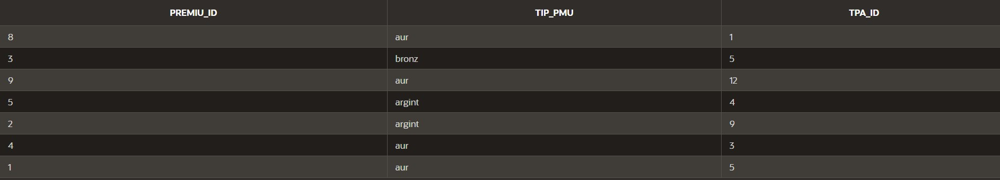 PREMIU_ID TIP_PMU TPA_ID
8 aur 1
3 bronz 5
9 aur 12
5 argint 4
2 argint 9
4 aur 3
1 aur 5